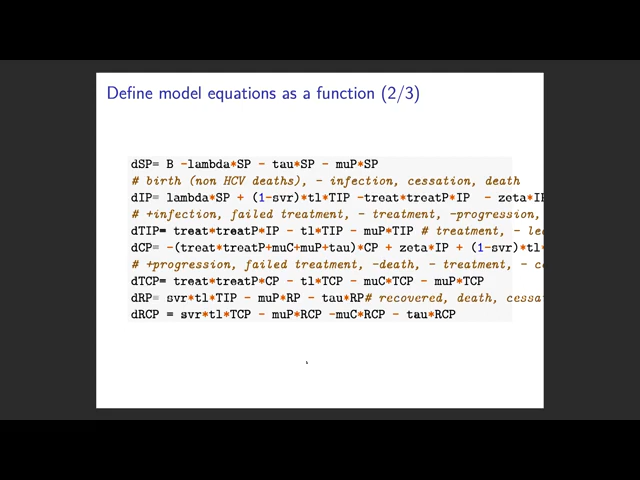 Define model equations as a function (2/3)
dSP= B -lambda*SP - tau*SP - muP*SP
# birth (non HCV deaths), - infection, cessation, death
dIP= lambda*SP + (1-svr)*tl*TIP -treat*treatP*IP - zeta*IP
# +infection, failed treatment, - treatment, -progression,
dTIP= treat*treatP*IP - tl*TIP - muP*TIP # treatment, - le
dCP= -(treat*treatP+muC+muP+tau)*CP + zeta*IP + (1-svr)*tl*
# +progression, failed treatment, -death, - treatment, - c
dTCP= treat*treatP*CP - tl*TCP - muC*TCP - muP*TCP
dRP= svr*tl*TIP - muP*RP - tau*RP# recovered, death, cessa
dRCP = svr*tl*TCP - muP*RCP -muC*RCP - tau*RCP